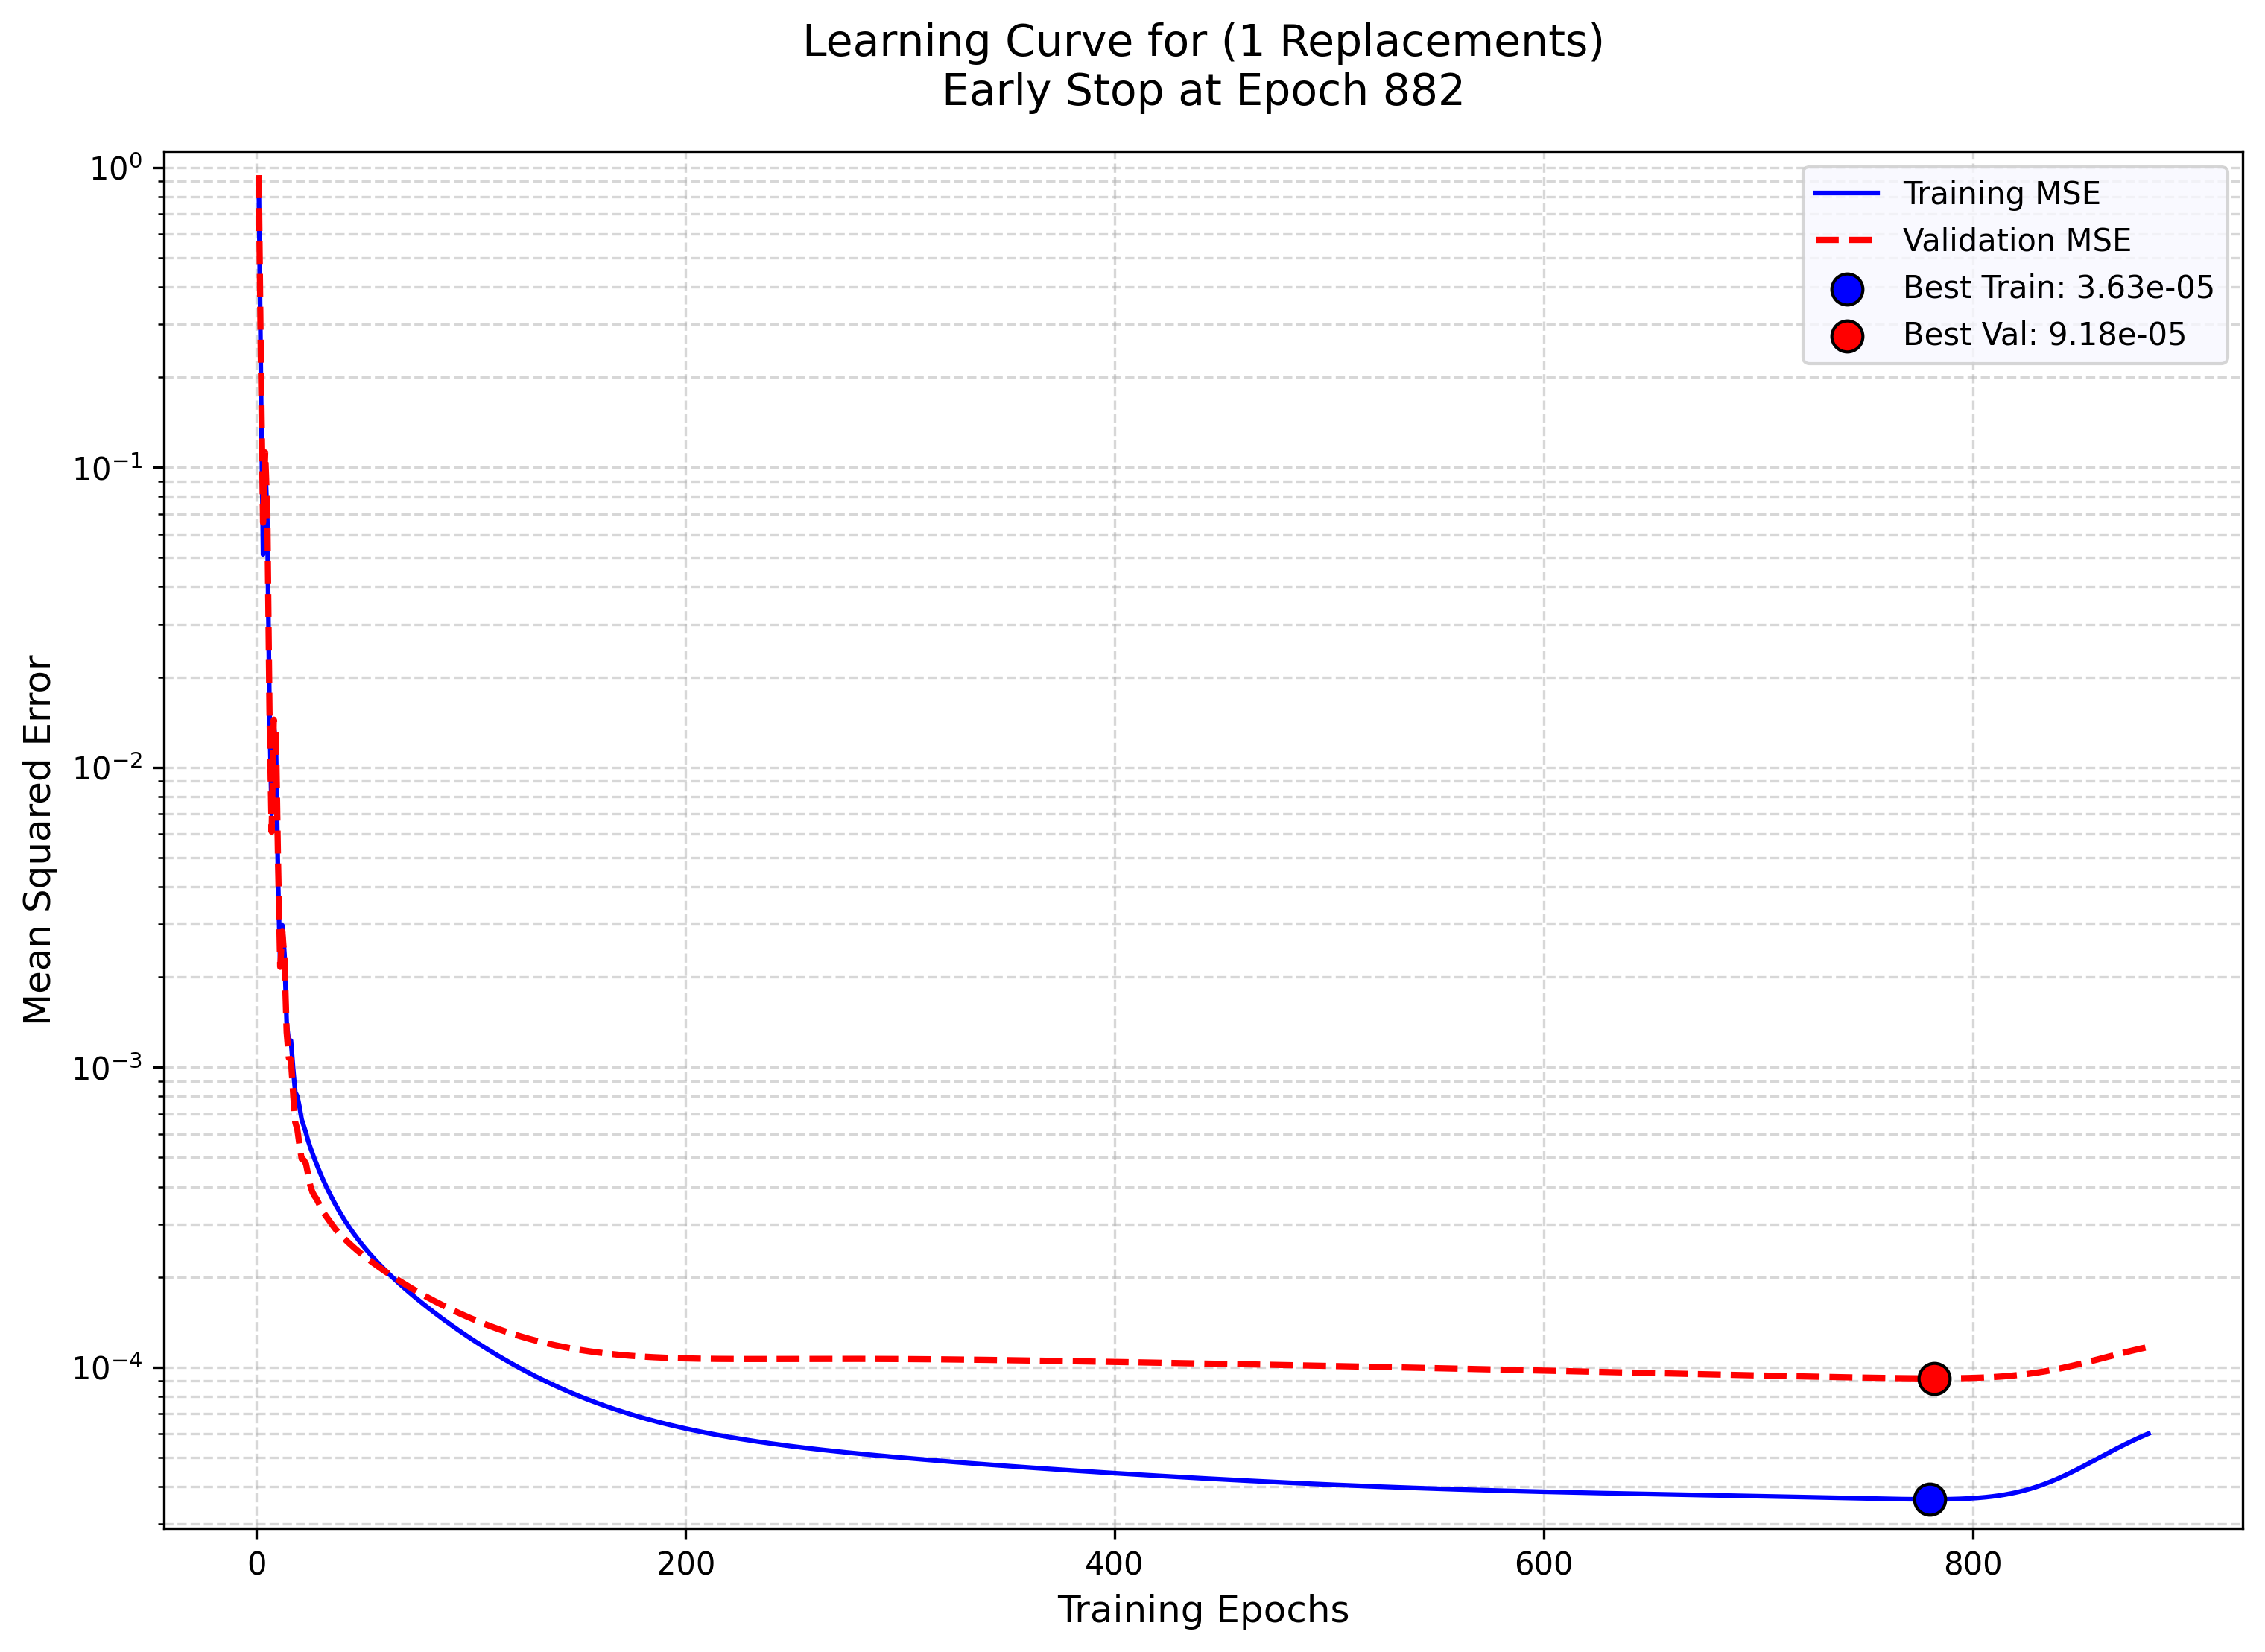 Learning Curve for (1 Replacements)
Early Stop at Epoch 882
Training MSE
Validation MSE
Best Train: 3.63e-05
Best Val: 9.18e-05
Mean Squared Error
10⁰
10⁻¹
10⁻²
10⁻³
10⁻⁴
0 200 400 600 800
Training Epochs